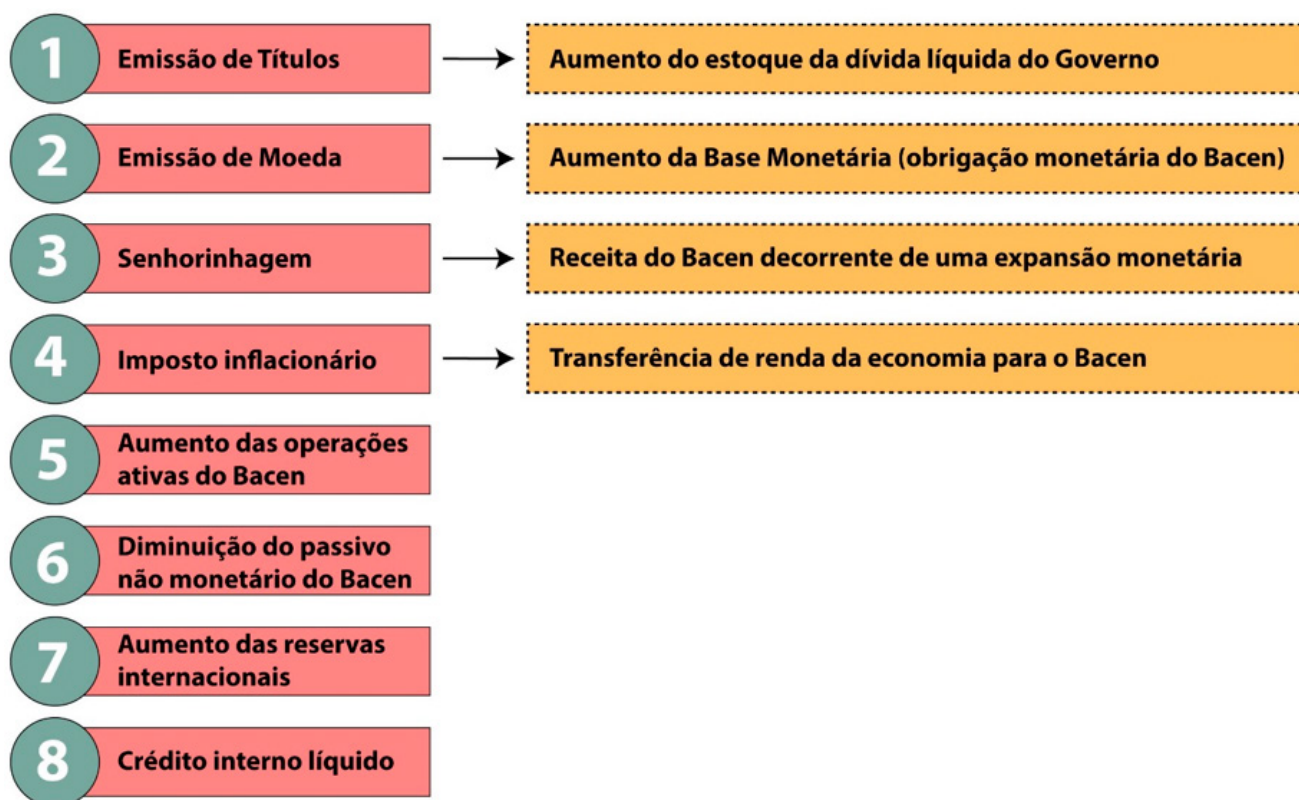 1
Emissão de Títulos
Aumento do estoque da dívida líquida do Governo
2
Emissão de Moeda
Aumento da Base Monetária (obrigação monetária do Bacen)
3
Senhorinhagem
Receita do Bacen decorrente de uma expansão monetária
4
Imposto inflacionário
Transferência de renda da economia para o Bacen
5
Aumento das operações
ativas do Bacen
6
Diminuição do passivo
não monetário do Bacen
7
Aumento das reservas
internacionais
8
Crédito interno líquido